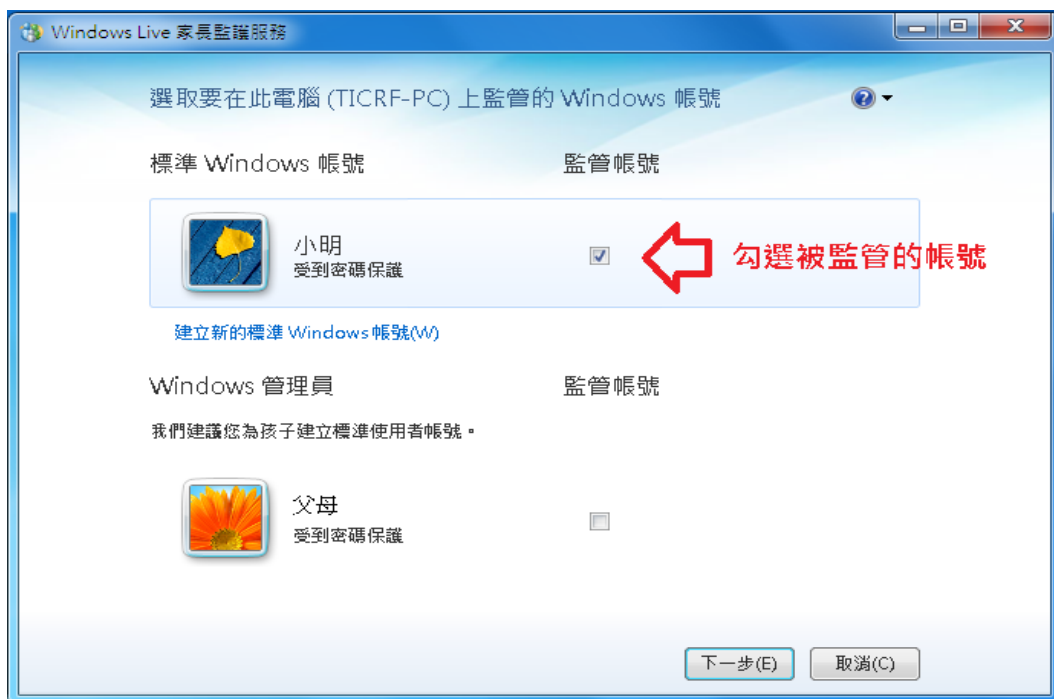 Windows Live 家長監護服務
選取要在此電腦 (TICRF-PC) 上監管的 Windows 帳號
標準 Windows 帳號 監管帳號
小明
受到密碼保護
勾選被監管的帳號
建立新的標準 Windows 帳號(W)
Windows 管理員 監管帳號
我們建議您為孩子建立標準使用者帳號。
父母
受到密碼保護
下一步(E) 取消(C)